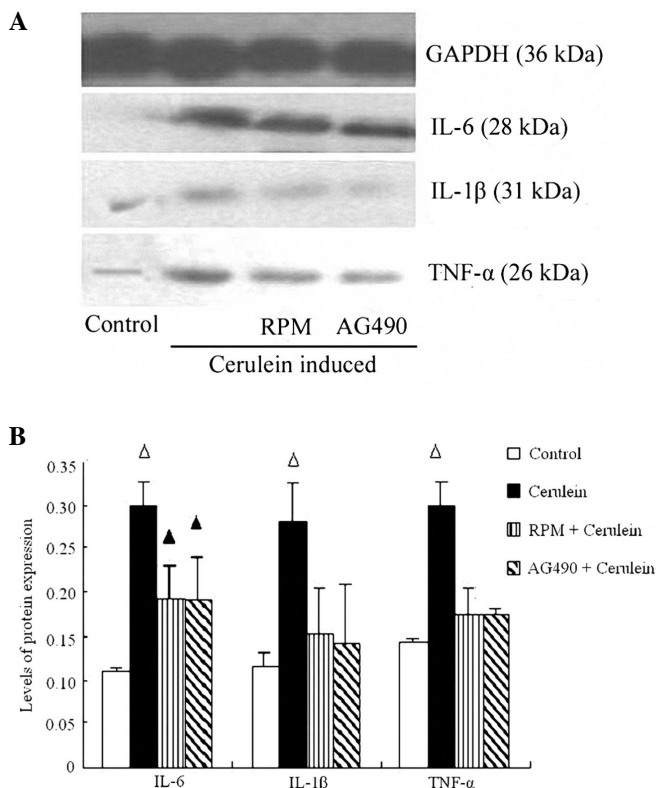 A
GAPDH (36 kDa)
IL-6 (28 kDa)
IL-1β (31 kDa)
TNF-α (26 kDa)
Control RPM AG490
Cerulein induced
B
Levels of protein expression
0.35
0.30
0.20
0.15
0.10
0.05
0
IL-6 IL-1β TNF-α
Control
Cerulein
RPM + Cerulein
AG490 + Cerulein